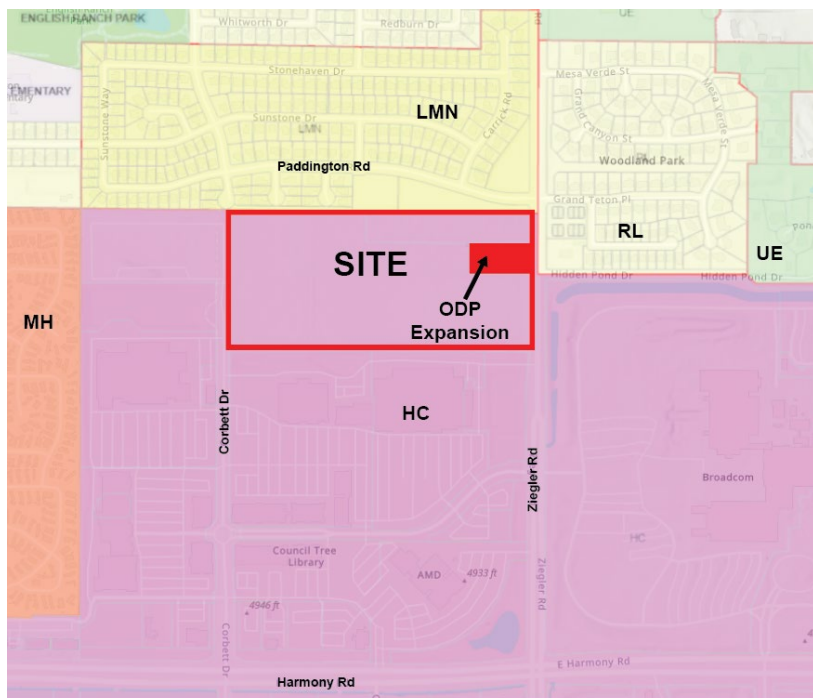 ENGLISH RANCH PARK
Whitworth Dr
Redburn Dr
Rd
UE
EMENTARY
entary
Stonehaven Dr
Mesa Verde St
Mesa Verde St
Sunstone Way
Sunstone Dr
LMN
LMN
Carrick Rd
Grand Canyon St
Woodland Park
Paddington Rd
Grand Teton Pl
RL
UE
SITE
Hidden Pond Dr
Hidden Pond Dr
ODP
Expansion
MH
Corbett Dr
HC
Ziegler Rd
Broadcom
HC
Council Tree
Library
AMD
4933 ft
Ziegler Rd
4946 ft
Corbett Dr
E Harmony Rd
Harmony Rd